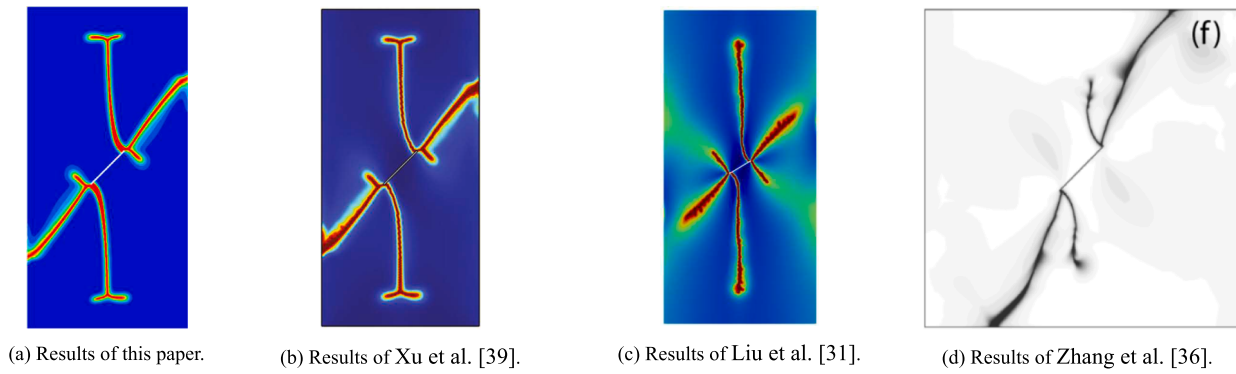 (f)
(a) Results of this paper.
(b) Results of Xu et al. [39].
(c) Results of Liu et al. [31].
(d) Results of Zhang et al. [36].